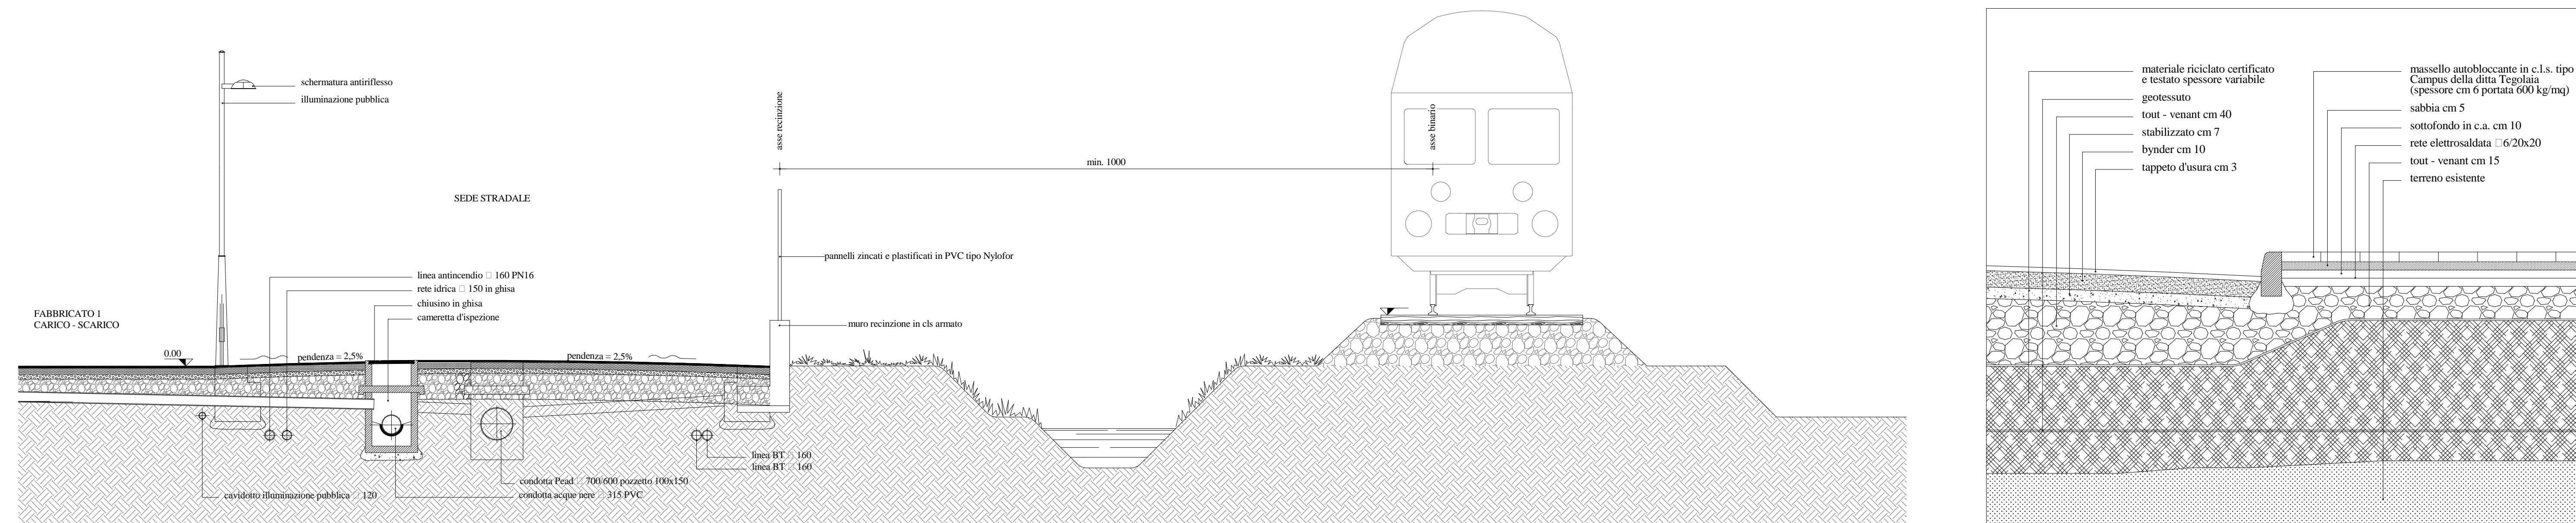 schermatura antiriflesso
illuminazione pubblica
asse recinzione
asse binario
min. 1000
SEDE STRADALE
pannelli zincati e plastificati in PVC tipo Nylofor
linea antincendio □ 160 PN16
rete idrica □ 150 in ghisa
chiusino in ghisa
cameretta d'ispezione
FABBRICATO 1
CARICO - SCARICO
muro recinzione in cls armato
0.00
pendenza = 2,5%
pendenza = 2,5%
linea BT □ 160
linea BT □ 160
condotta Pead □ 700/600 pozzetto 100x150
cavidotto illuminazione pubblica □ 120
condotta acque nere □ 315 PVC
materiale riciclato certificato
e testato spessore variabile
geotessuto
tout - venant cm 40
stabilizzato cm 7
bynder cm 10
tappeto d'usura cm 3
massello autobloccante in c.l.s. tipo
Campus della ditta Tegolaia
(spessore cm 6 portata 600 kg/mq)
sabbia cm 5
sottofondo in c.a. cm 10
rete elettrosaldata □6/20x20
tout - venant cm 15
terreno esistente